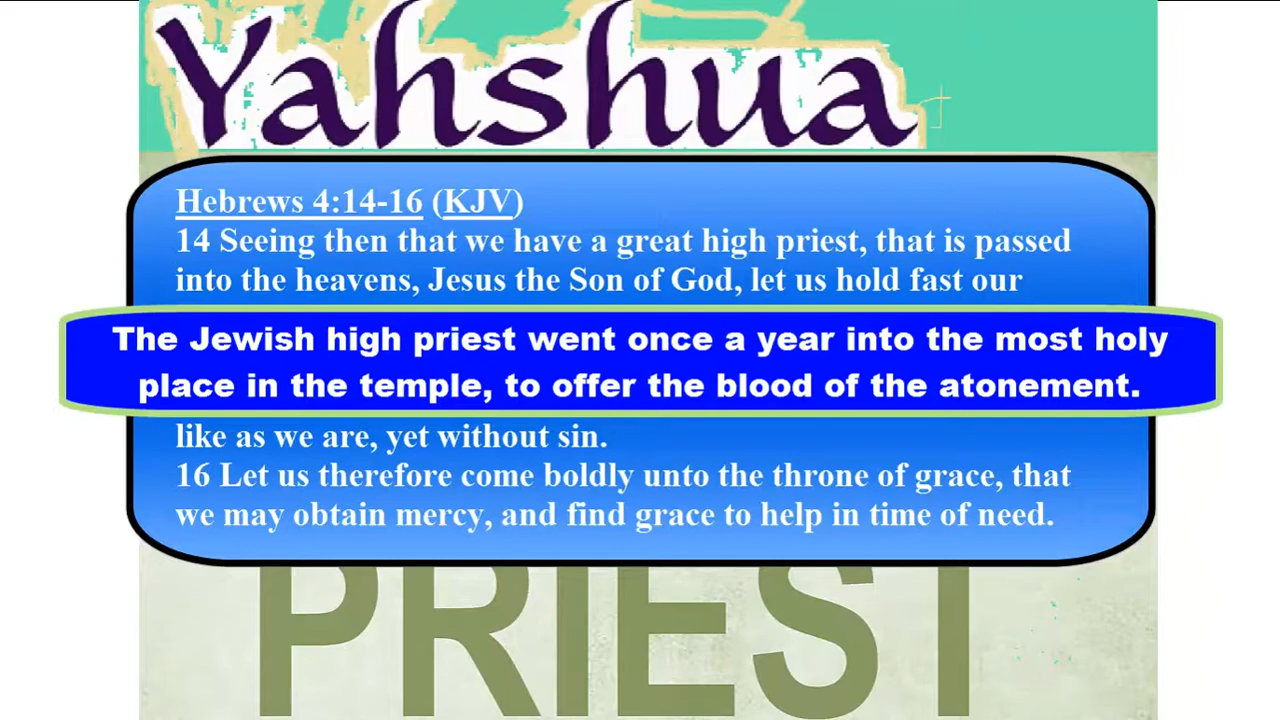 Yahshua
Hebrews 4:14-16 (KJV)
14 Seeing then that we have a great high priest, that is passed
into the heavens, Jesus the Son of God, let us hold fast our
The Jewish high priest went once a year into the most holy
place in the temple, to offer the blood of the atonement.
like as we are, yet without sin.
16 Let us therefore come boldly unto the throne of grace, that
we may obtain mercy, and find grace to help in time of need.
PRIEST